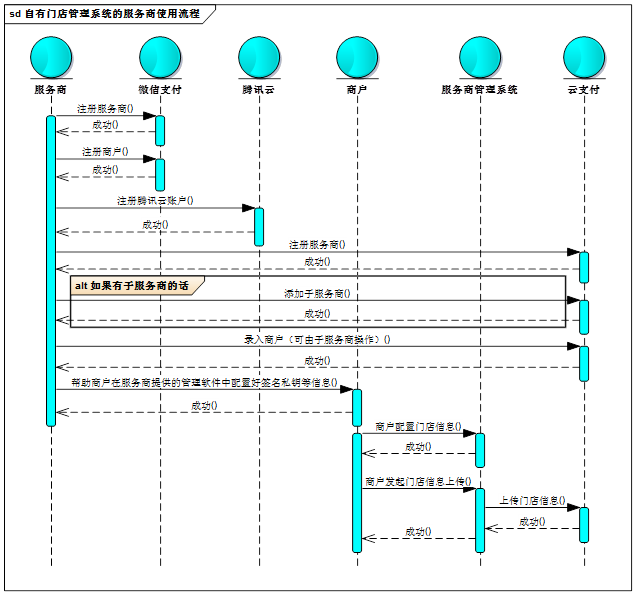 sd 自有门店管理系统的服务商使用流程
服务商
微信支付
腾讯云
商户
服务商管理系统
云支付
注册服务商()
成功()
注册商户()
成功()
注册腾讯云账户()
成功()
注册服务商()
成功()
alt 如果有子服务商的话
添加子服务商()
成功()
录入商户（可由子服务商操作）()
成功()
帮助商户在服务商提供的管理软件中配置好签名私钥等信息()
成功()
商户配置门店信息()
成功()
商户发起门店信息上传()
上传门店信息()
成功()
成功()